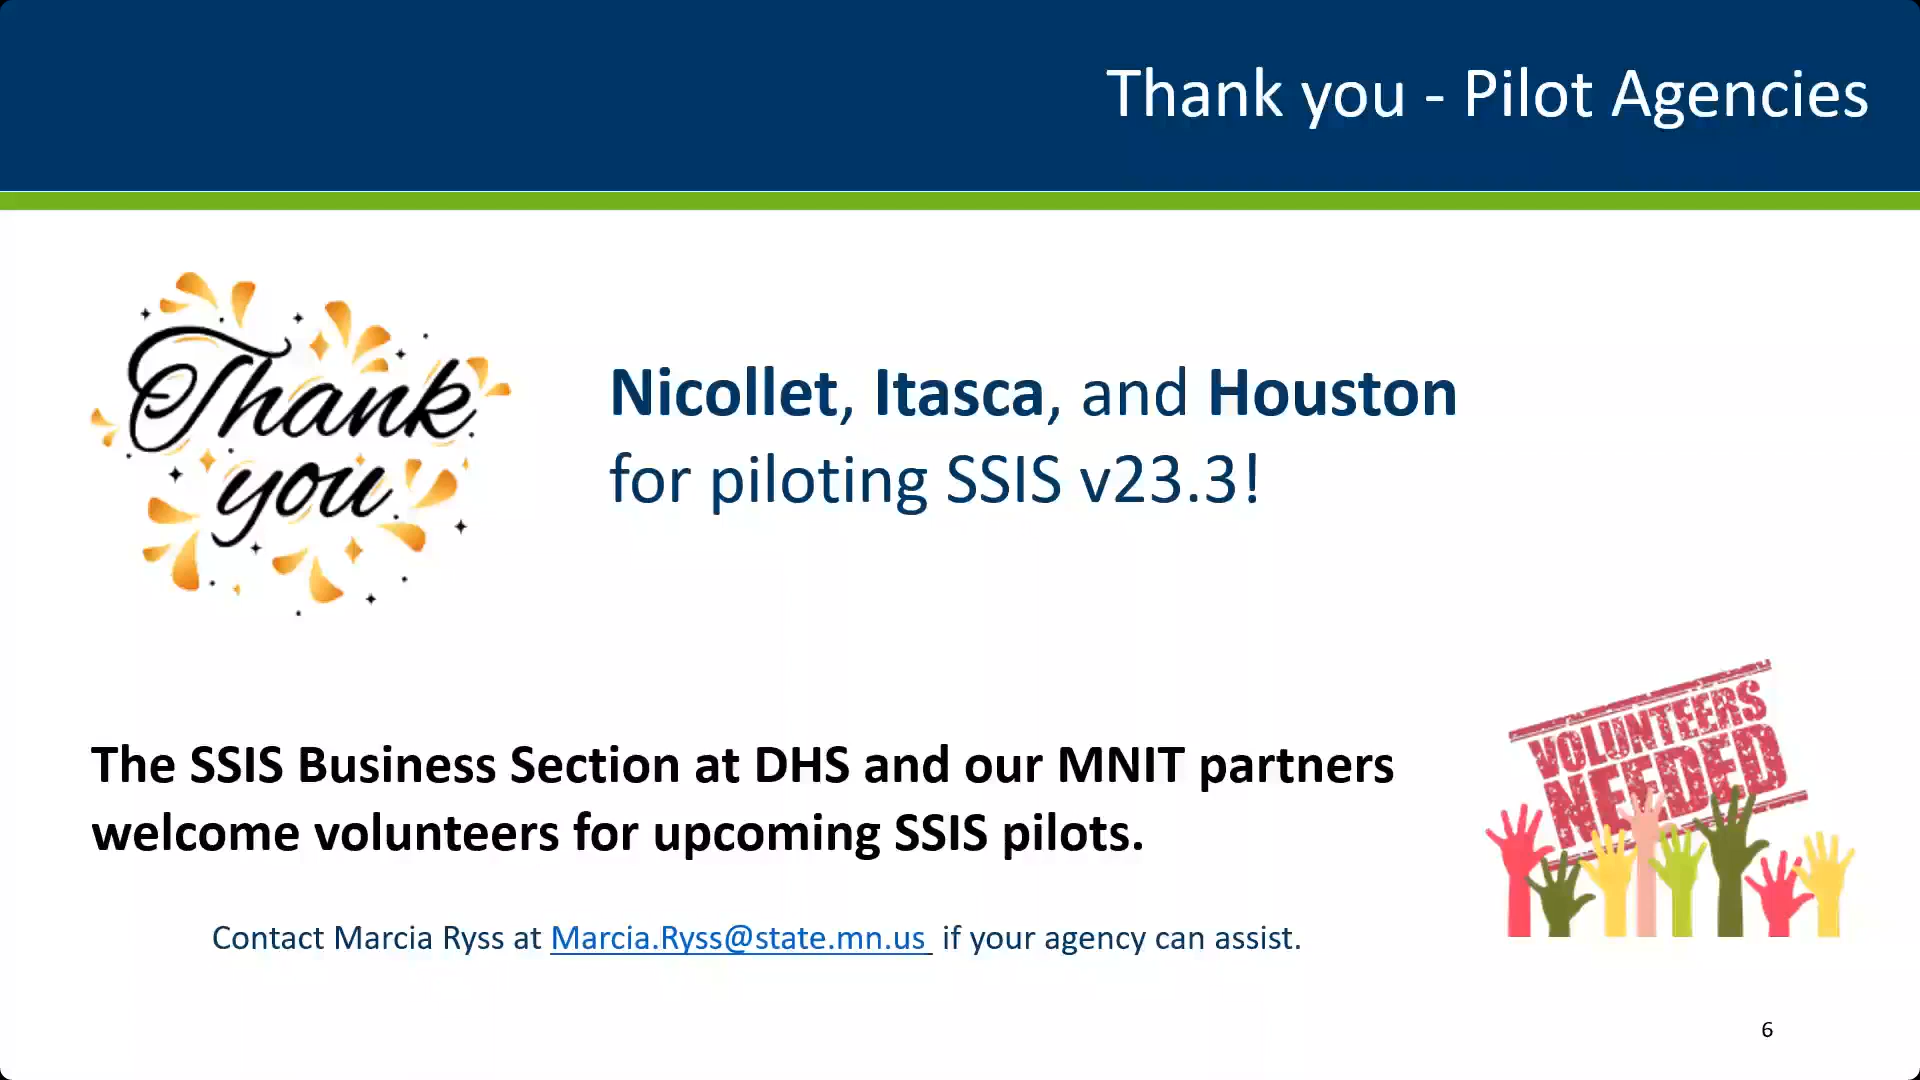 Thank you - Pilot Agencies
Thank
you
Nicollet, Itasca, and Houston
for piloting SSIS v23.3!
VOLUNTEERS
NEEDED
The SSIS Business Section at DHS and our MNIT partners
welcome volunteers for upcoming SSIS pilots.
Contact Marcia Ryss at Marcia.Ryss@state.mn.us if your agency can assist.
6